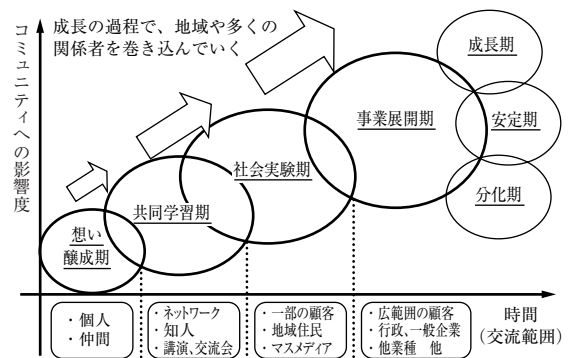 成長の過程で、地域や多くの
関係者を巻き込んでいく
コミュニティへの影響度
成長期
安定期
分化期
事業展開期
社会実験期
共同学習期
想い
醸成期
・個人
・仲間
・ネットワーク
・知人
・講演、交流会
・一部の顧客
・地域住民
・マスメディア
・広範囲の顧客
・行政、一般企業
・他業種　他
時間
(交流範囲)